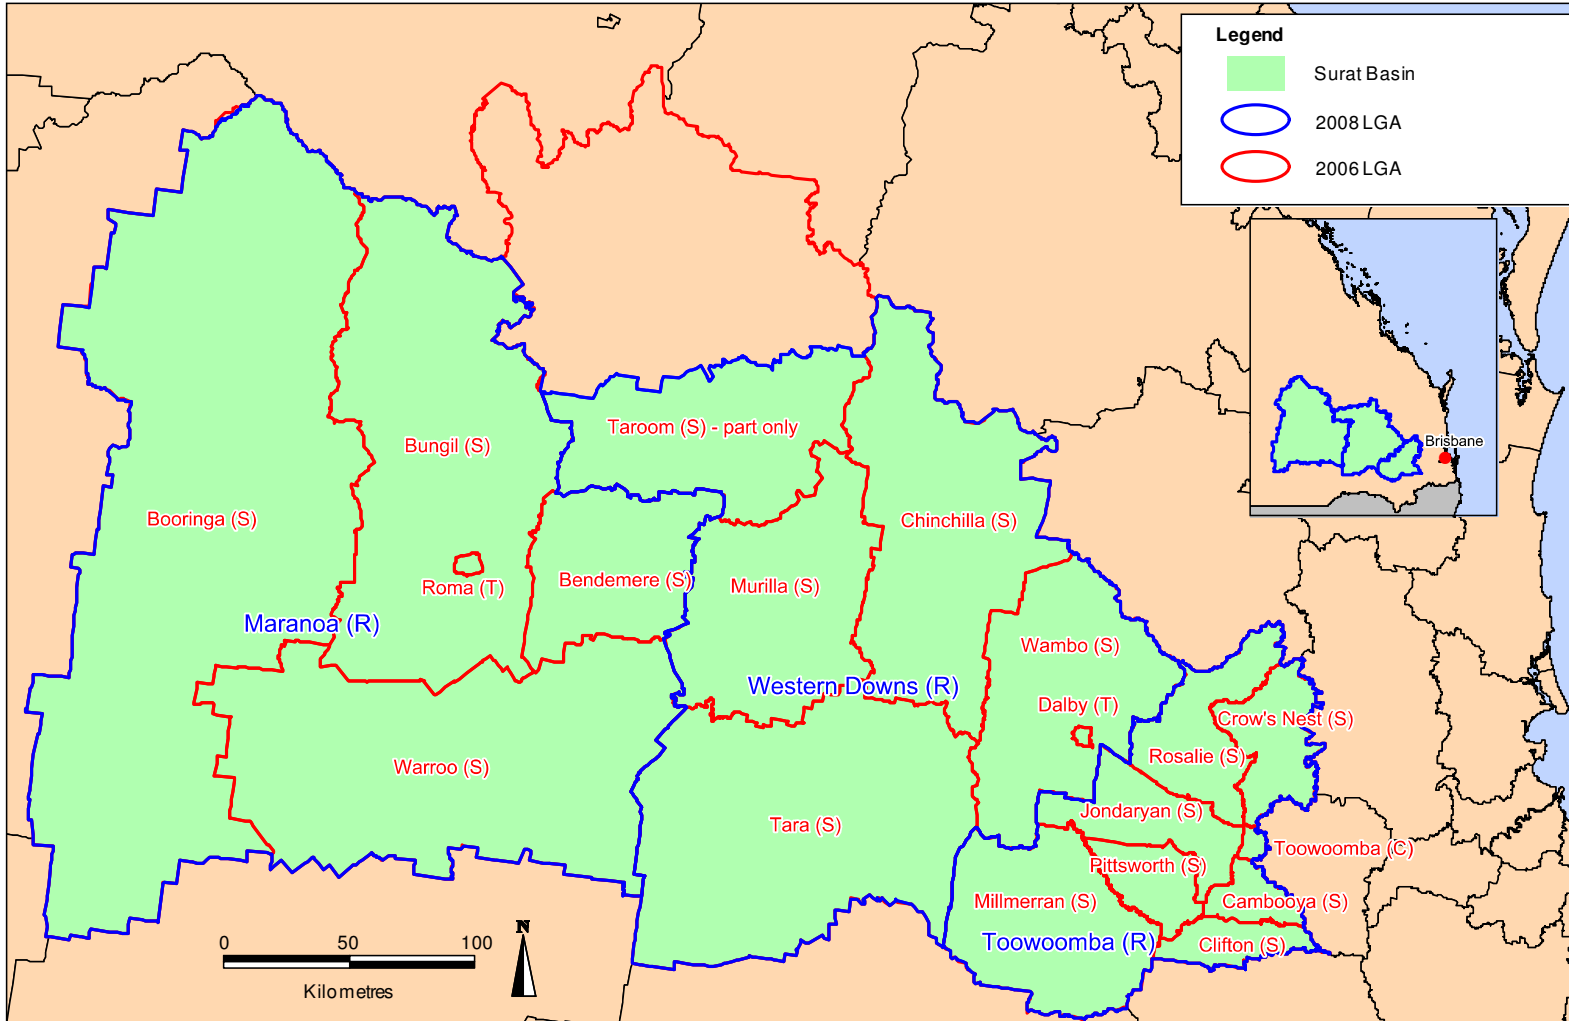 Legend
Surat Basin
2008 LGA
2006 LGA
Brisbane
Taroom (S) - part only
Bungil (S)
Booringa (S)
Chinchilla (S)
Roma (T)
Bendemere (S)
Murilla (S)
Maranoa (R)
Wambo (S)
Western Downs (R)
Dalby (T)
Crow's Nest (S)
Rosalie (S)
Warroo (S)
Jondaryan (S)
Tara (S)
Toowoomba (C)
Pittsworth (S)
Millmerran (S)
Cambooya (S)
Toowoomba (R)
Clifton (S)
N
0 50 100
Kilometres